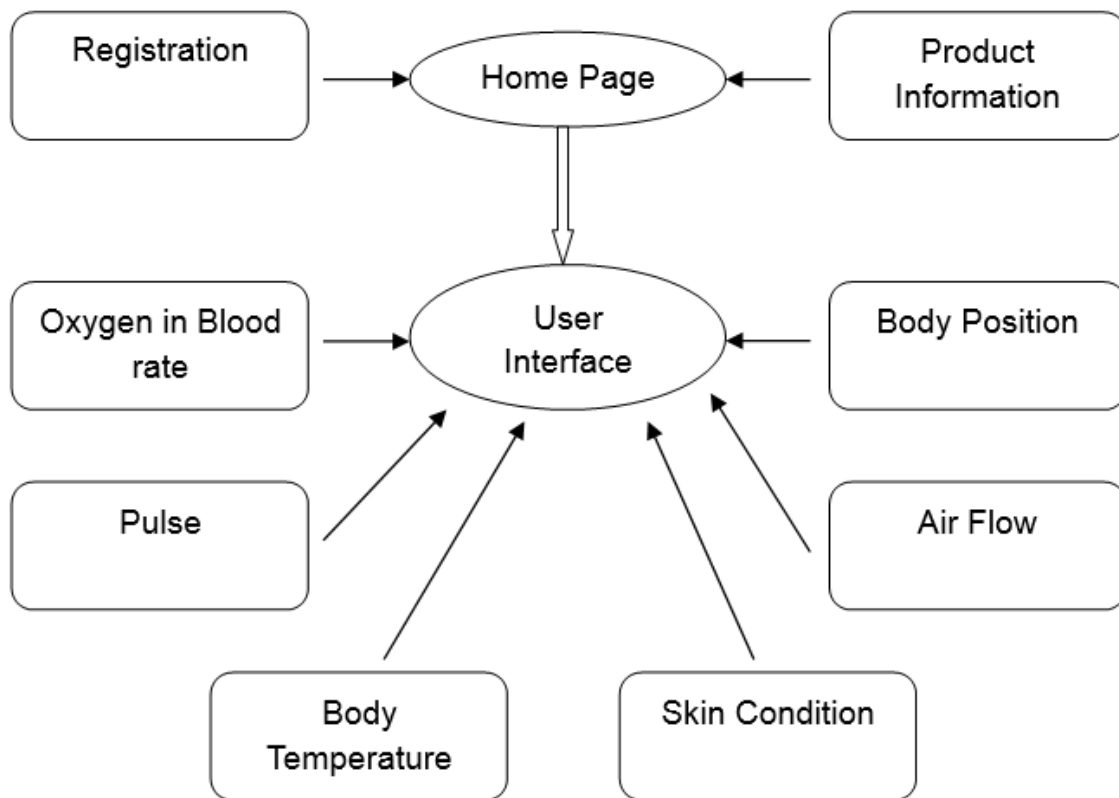 Registration
Home Page
Product
Information
Oxygen in Blood
rate
User
Interface
Body Position
Pulse
Air Flow
Body
Temperature
Skin Condition